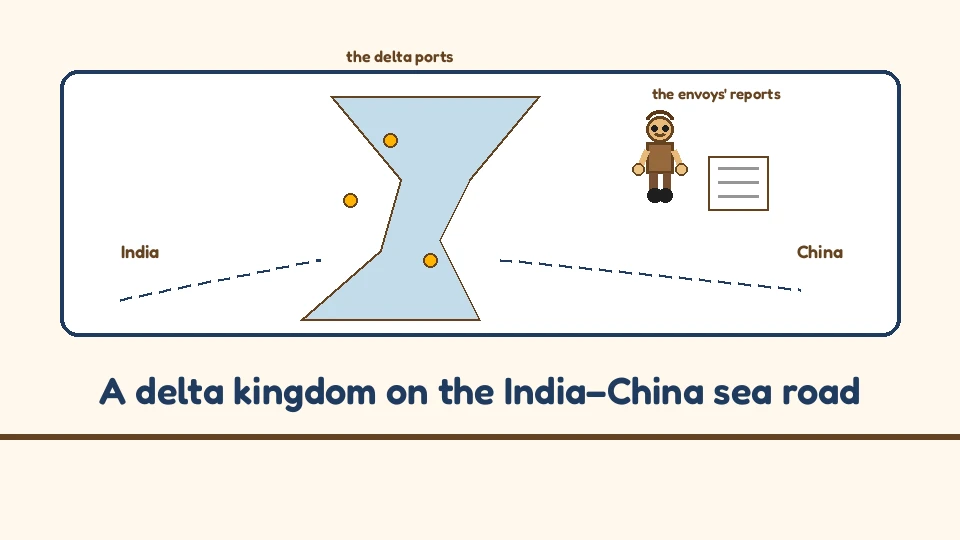 the delta ports
the envoys' reports
India
China
A delta kingdom on the India–China sea road